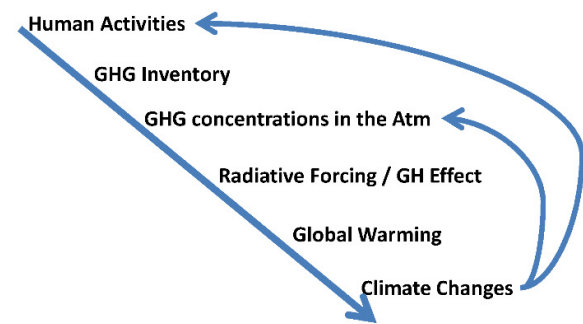 Human Activities
GHG Inventory
GHG concentrations in the Atm
Radiative Forcing / GH Effect
Global Warming
Climate Changes